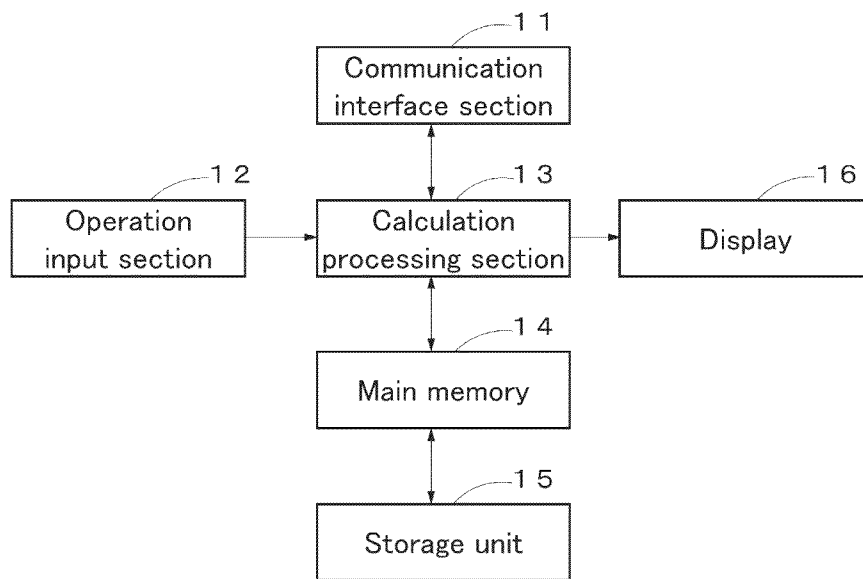 11
Communication
interface section
12
Operation
input section
13
Calculation
processing section
16
Display
14
Main memory
15
Storage unit